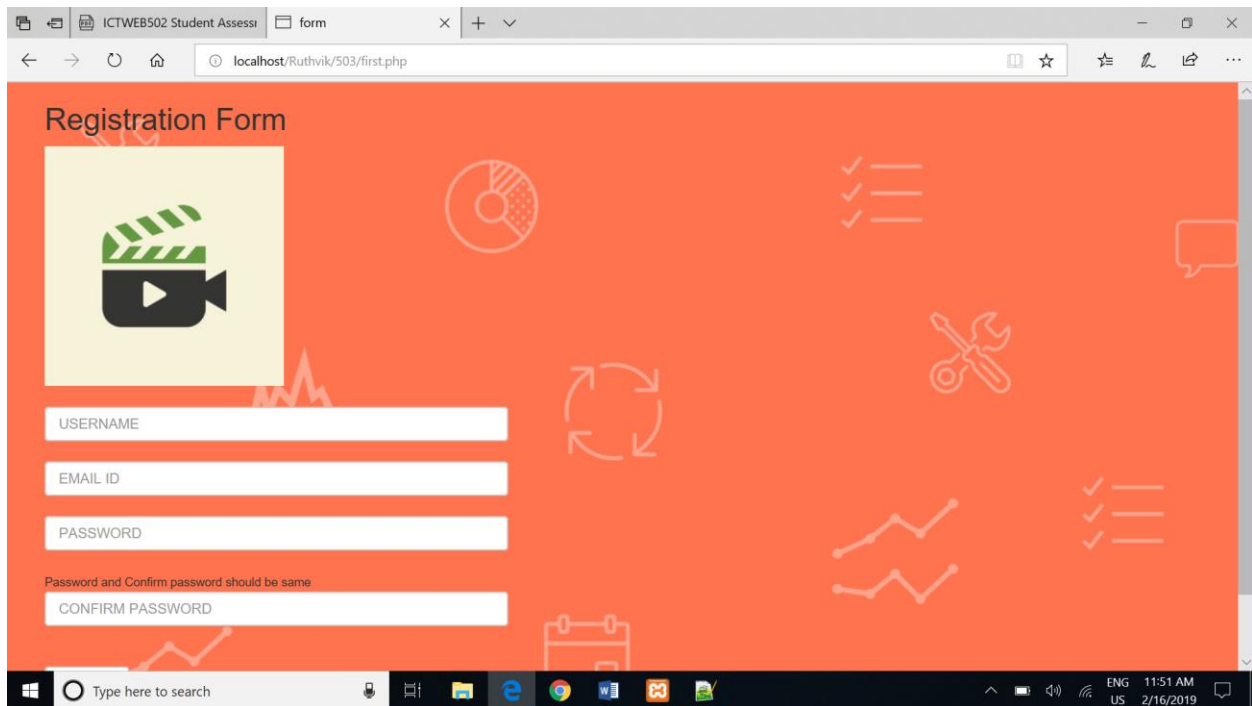 ICTWEB502 Student Assessr
form
localhost/Ruthvik/503/first.php
Registration Form
USERNAME
EMAIL ID
PASSWORD
Password and Confirm password should be same
CONFIRM PASSWORD
Type here to search
ENG 11:51 AM
US 2/16/2019